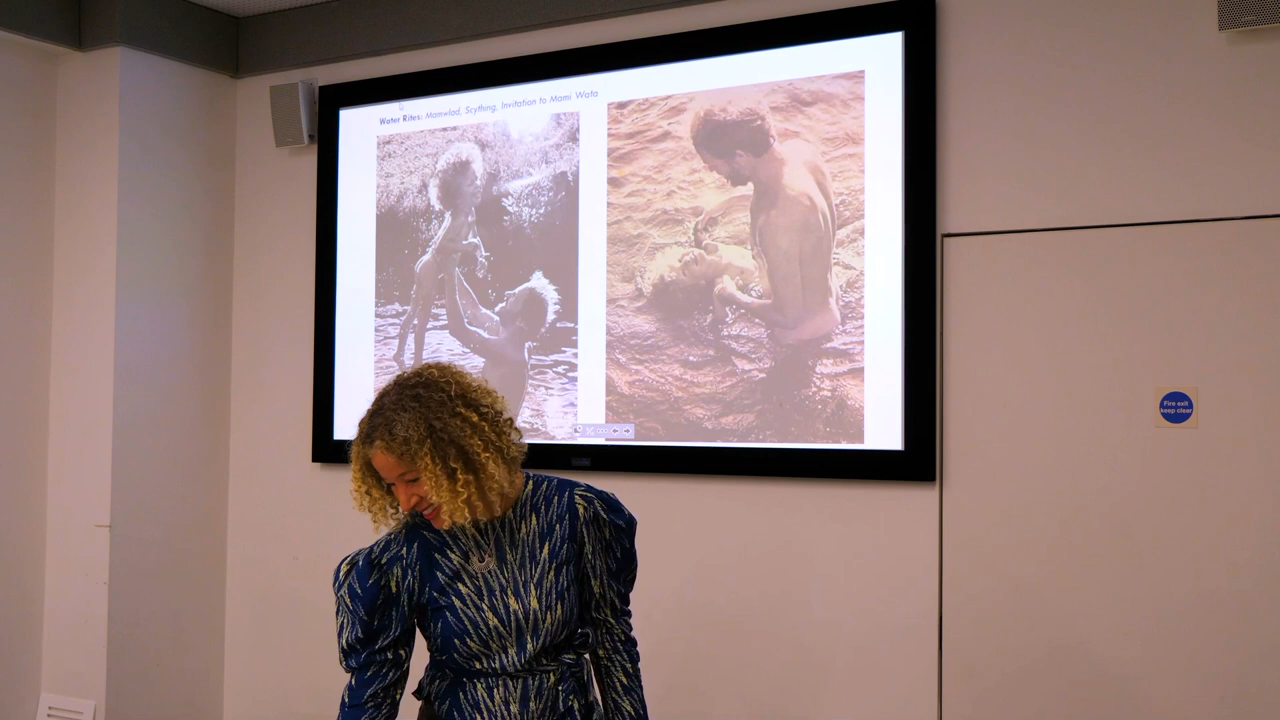 Water Rites: Mamwlad, Scything, Invitation to Mami Wata
Fire exit
keep clear